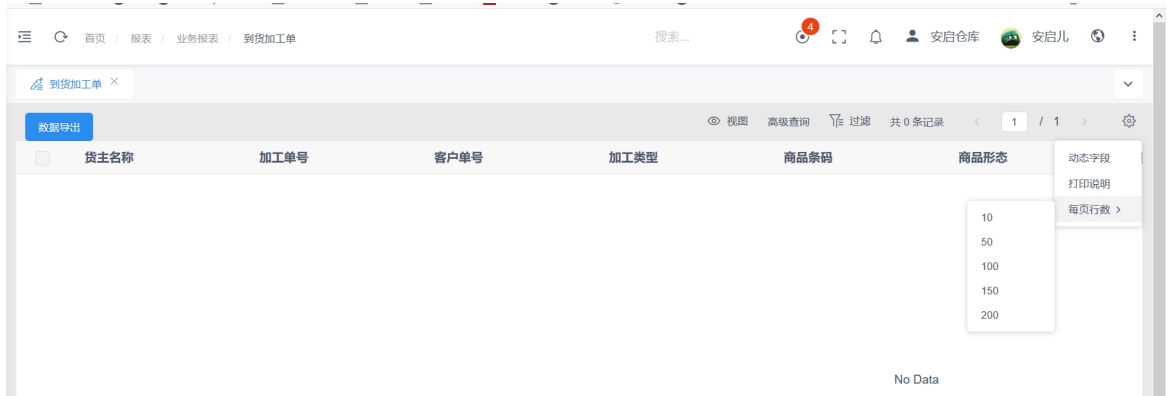 首页 / 报表 / 业务报表 / 到货加工单 搜索... 4 安启仓库 安启儿
到货加工单
数据导出 视图 高级查询 过滤 共 0 条记录 < 1 / 1 >
货主名称 加工单号 客户单号 加工类型 商品条码 商品形态
动态字段
打印说明
每页行数 >
10
50
100
150
200
No Data